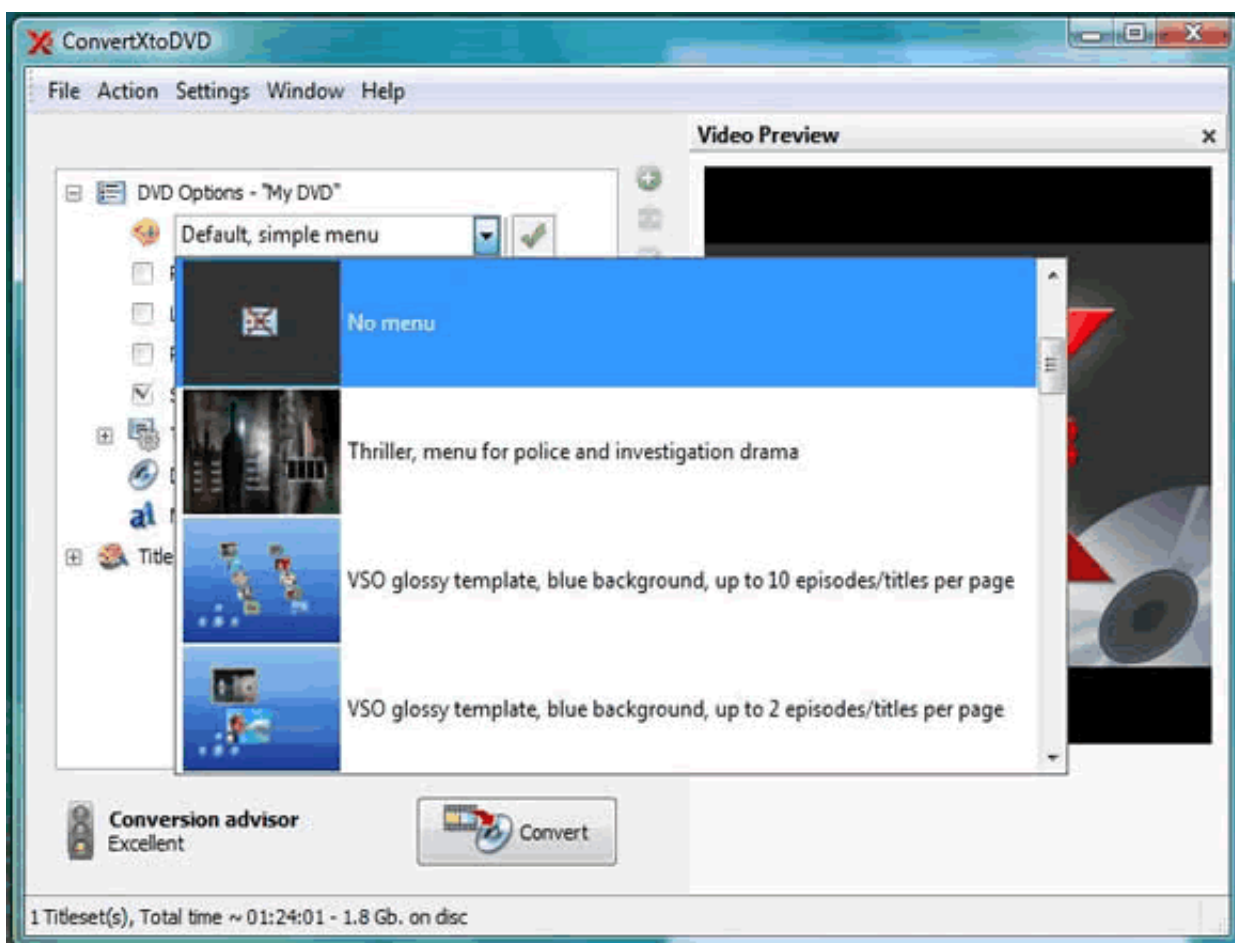 ConvertXtoDVD
File Action Settings Window Help
Video Preview
DVD Options - "My DVD"
Default, simple menu
No menu
Thriller, menu for police and investigation drama
VSO glossy template, blue background, up to 10 episodes/titles per page
Title
VSO glossy template, blue background, up to 2 episodes/titles per page
Conversion advisor
Excellent
Convert
1 Titleset(s), Total time ~ 01:24:01 - 1.8 Gb. on disc